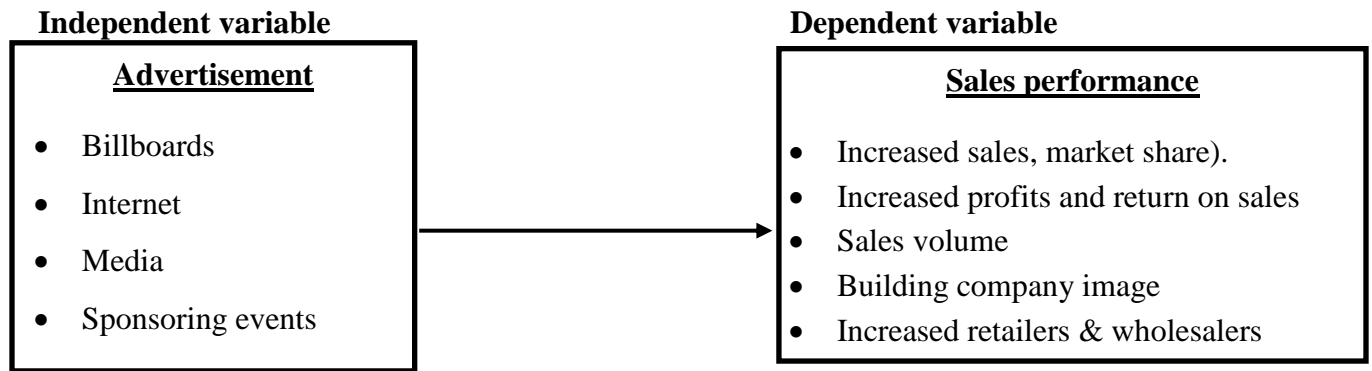 Independent variable
Advertisement
• Billboards
• Internet
• Media
• Sponsoring events
Dependent variable
Sales performance
• Increased sales, market share).
• Increased profits and return on sales
• Sales volume
• Building company image
• Increased retailers & wholesalers